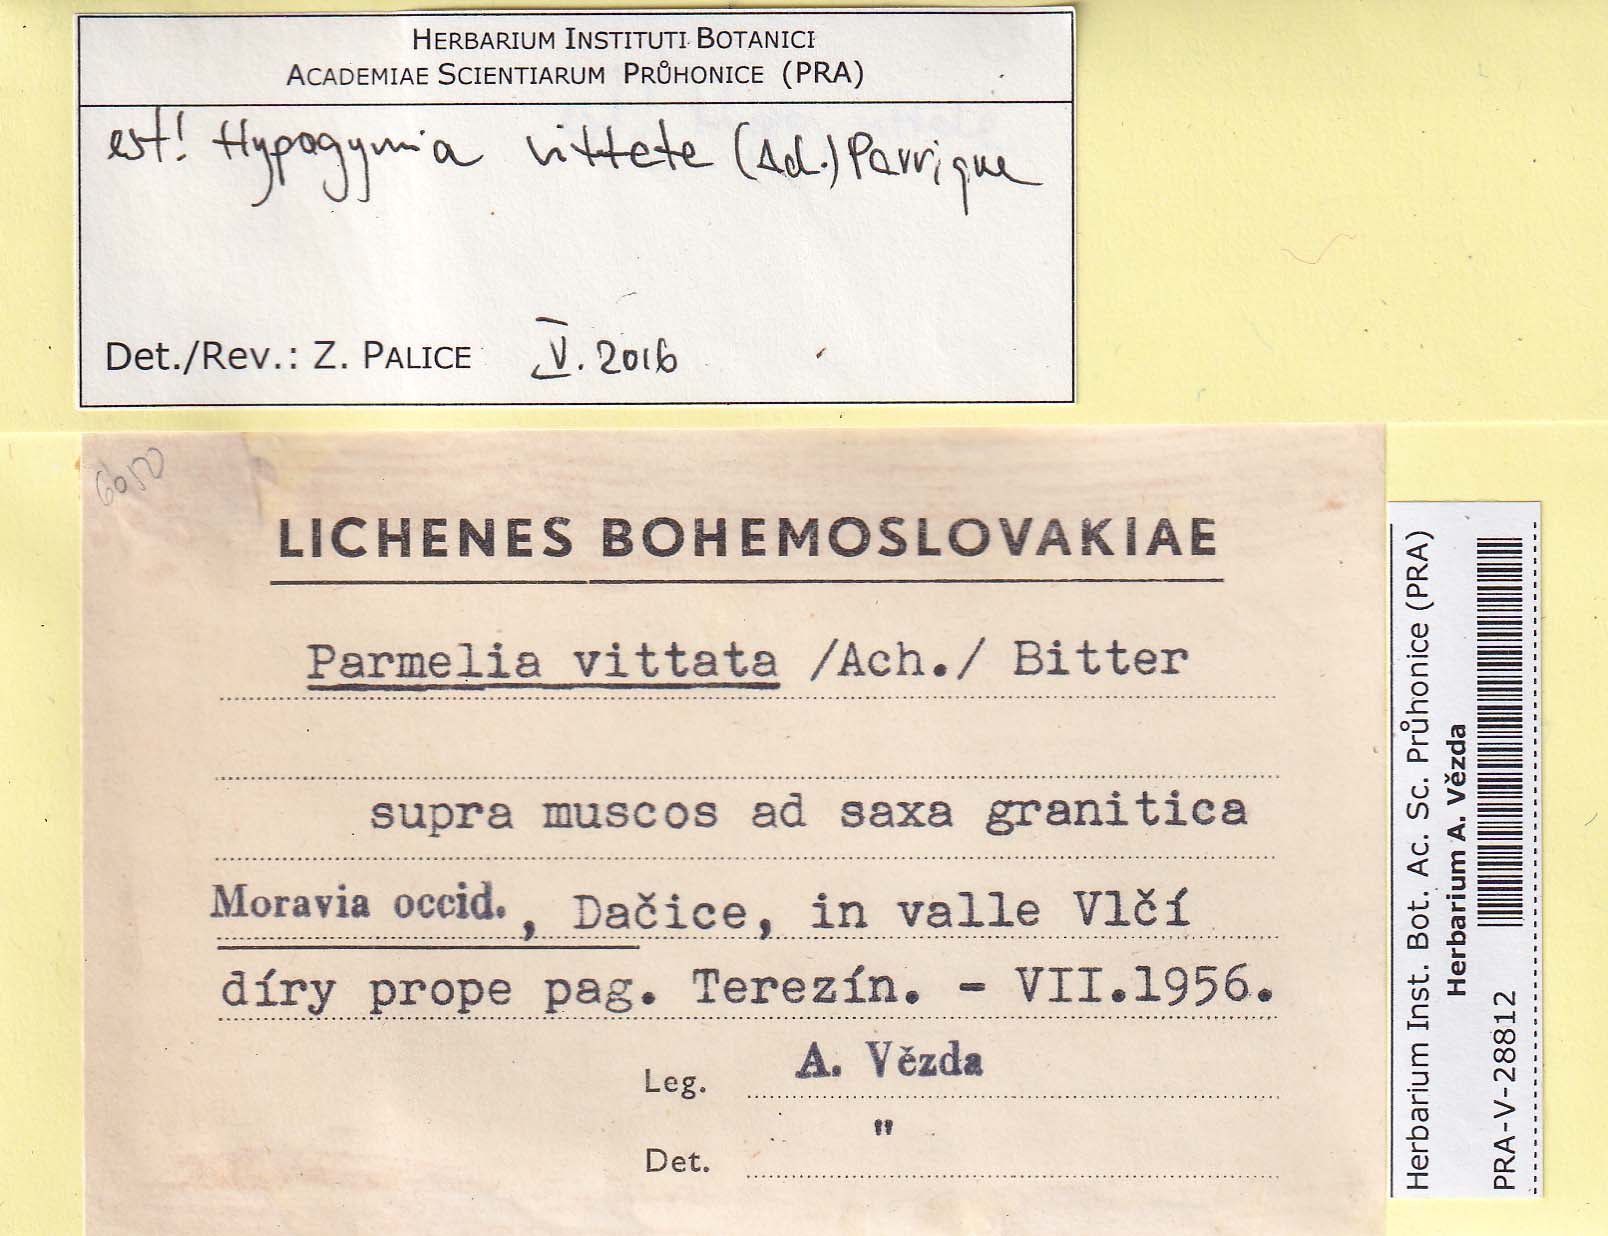 HERBARIUM INSTITUTI BOTANICI
ACADEMIAE SCIENTIARUM PRŮHONICE (PRA)
est! Hypogymnia vittata (Ach.) Parrique
Det./Rev.: Z. PALICE V. 2016
6050
LICHENES BOHEMOSLOVAKIAE
Parmelia vittata /Ach./ Bitter
supra muscos ad saxa granitica
Moravia occid., Dačice, in valle Vlčí
díry prope pag. Terezín. - VII.1956.
Leg. A. Vězda
Det. "
Herbarium Inst. Bot. Ac. Sc. Průhonice (PRA)
Herbarium A. Vězda
PRA-V-28812